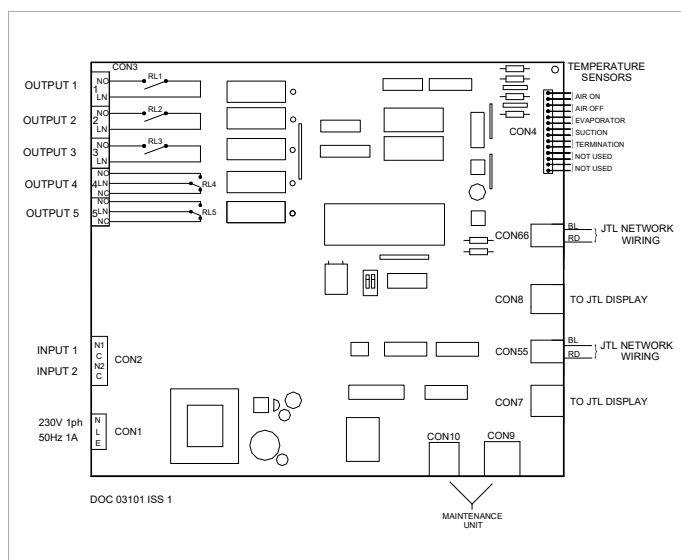 CON3
OUTPUT 1
NO
1
LN
RL1
OUTPUT 2
NO
2
LN
RL2
OUTPUT 3
NO
3
LN
RL3
OUTPUT 4
4
LN
RL4
OUTPUT 5
5
LN
RL5
TEMPERATURE
SENSORS
CON4
AIR ON
AIR OFF
EVAPORATOR
SUCTION
TERMINATION
NOT USED
NOT USED
CON66
BL
RD
JTL NETWORK
WIRING
CON8
TO JTL DISPLAY
CON55
BL
RD
JTL NETWORK
WIRING
CON7
TO JTL DISPLAY
INPUT 1
INPUT 2
N1
C
N2
C
CON2
230V 1ph
50Hz 1A
N
L
E
CON1
CON10
CON9
MAINTENANCE
UNIT
DOC 03101 ISS 1